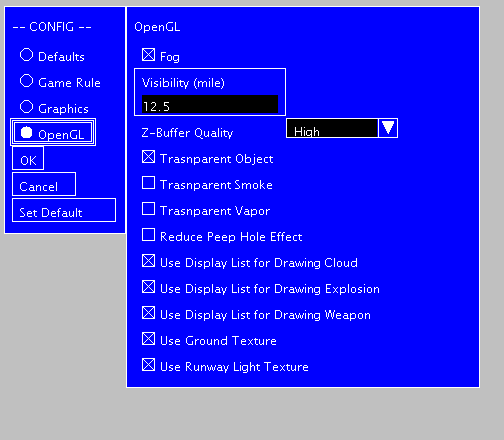 -- CONFIG --
Defaults
Game Rule
Graphics
OpenGL
OK
Cancel
Set Default
OpenGL
Fog
Visibility (mile)
12.5
Z-Buffer Quality
High
Trasnparent Object
Trasnparent Smoke
Trasnparent Vapor
Reduce Peep Hole Effect
Use Display List for Drawing Cloud
Use Display List for Drawing Explosion
Use Display List for Drawing Weapon
Use Ground Texture
Use Runway Light Texture